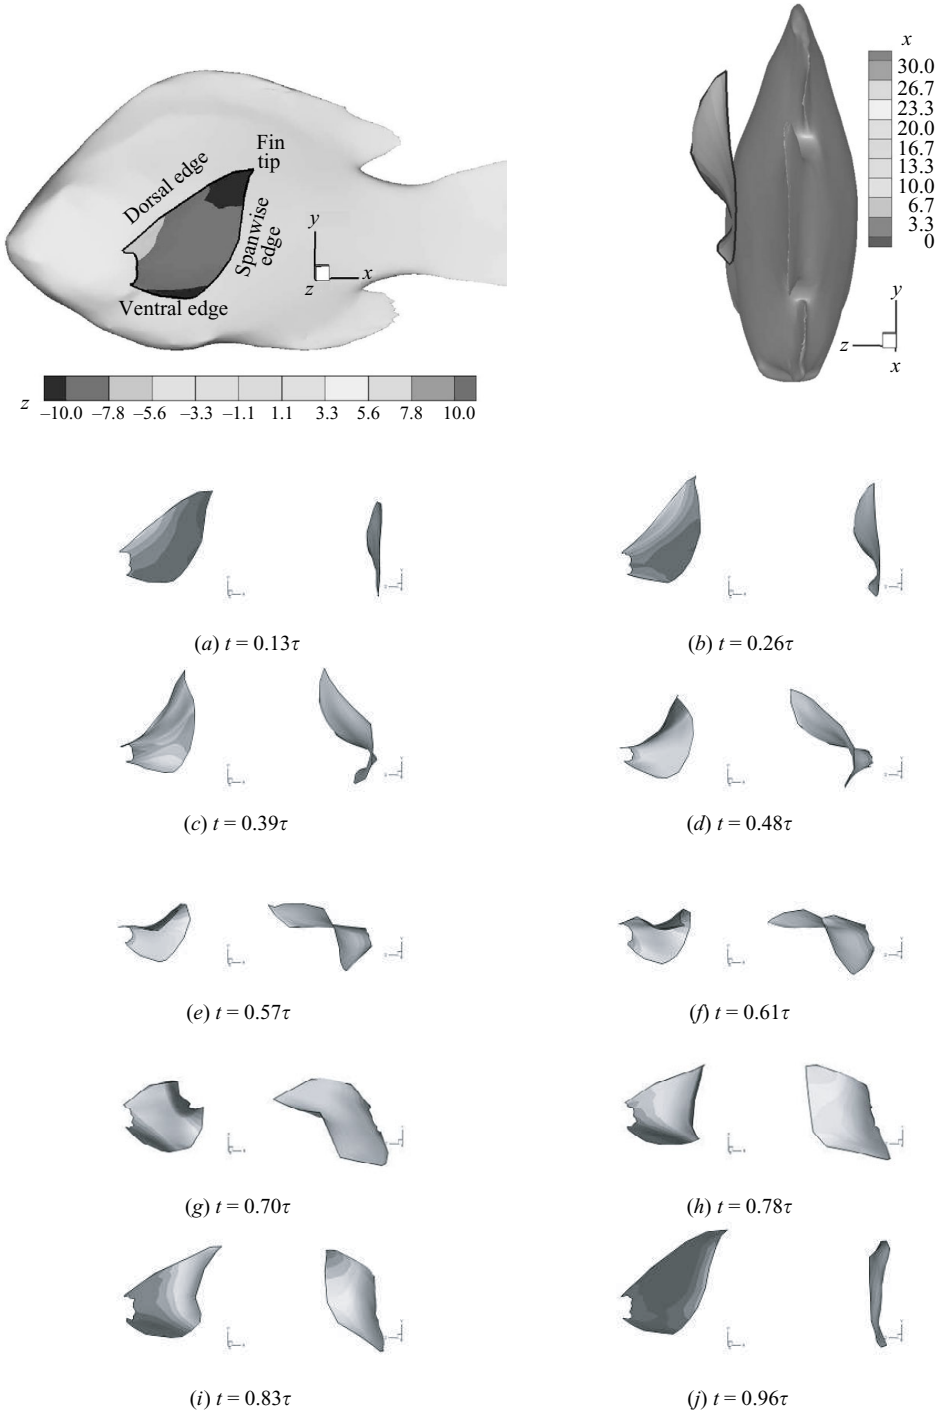 Dorsal edge
Fin
tip
Spanwise
edge
Ventral edge
y
x
z
z
–10.0 –7.8 –5.6 –3.3 –1.1 1.1 3.3 5.6 7.8 10.0
x
30.0
26.7
23.3
20.0
16.7
13.3
10.0
6.7
3.3
0
y
z
x
(a) t = 0.13τ
(b) t = 0.26τ
(c) t = 0.39τ
(d) t = 0.48τ
(e) t = 0.57τ
(f) t = 0.61τ
(g) t = 0.70τ
(h) t = 0.78τ
(i) t = 0.83τ
(j) t = 0.96τ